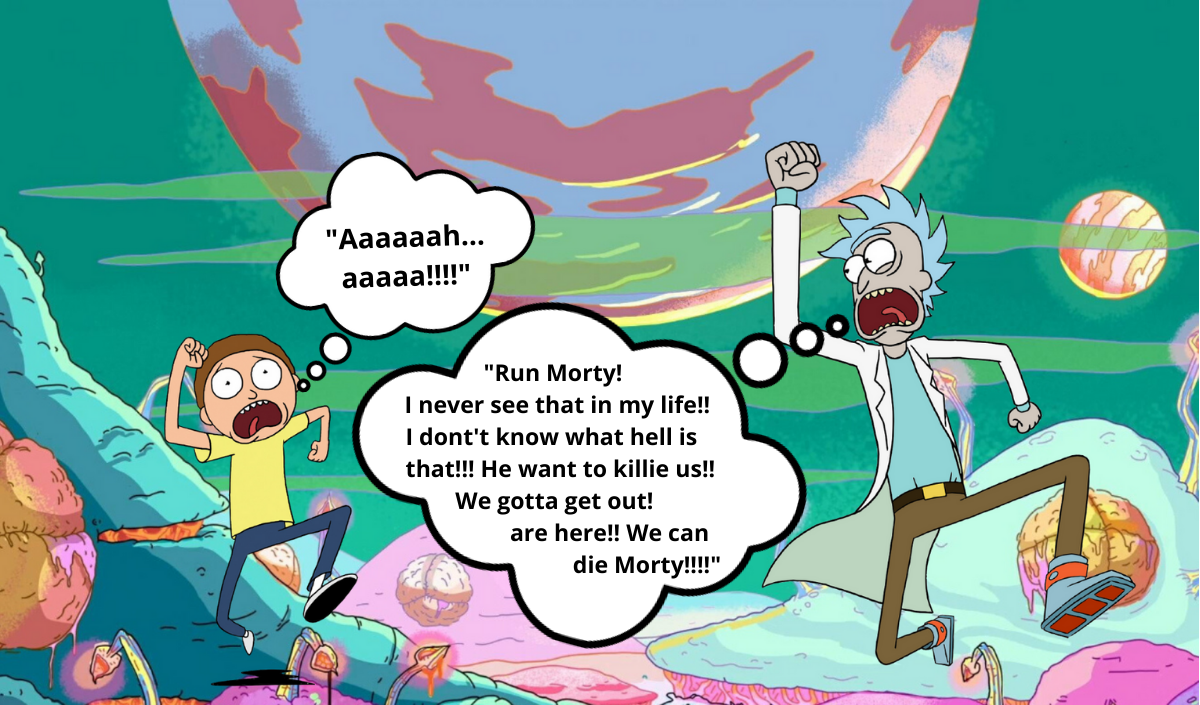 "Aaaaaah...
aaaaa!!!!"
"Run Morty!
I never see that in my life!!
I dont't know what hell is
that!!! He want to killie us!!
We gotta get out!
are here!! We can
die Morty!!!!"